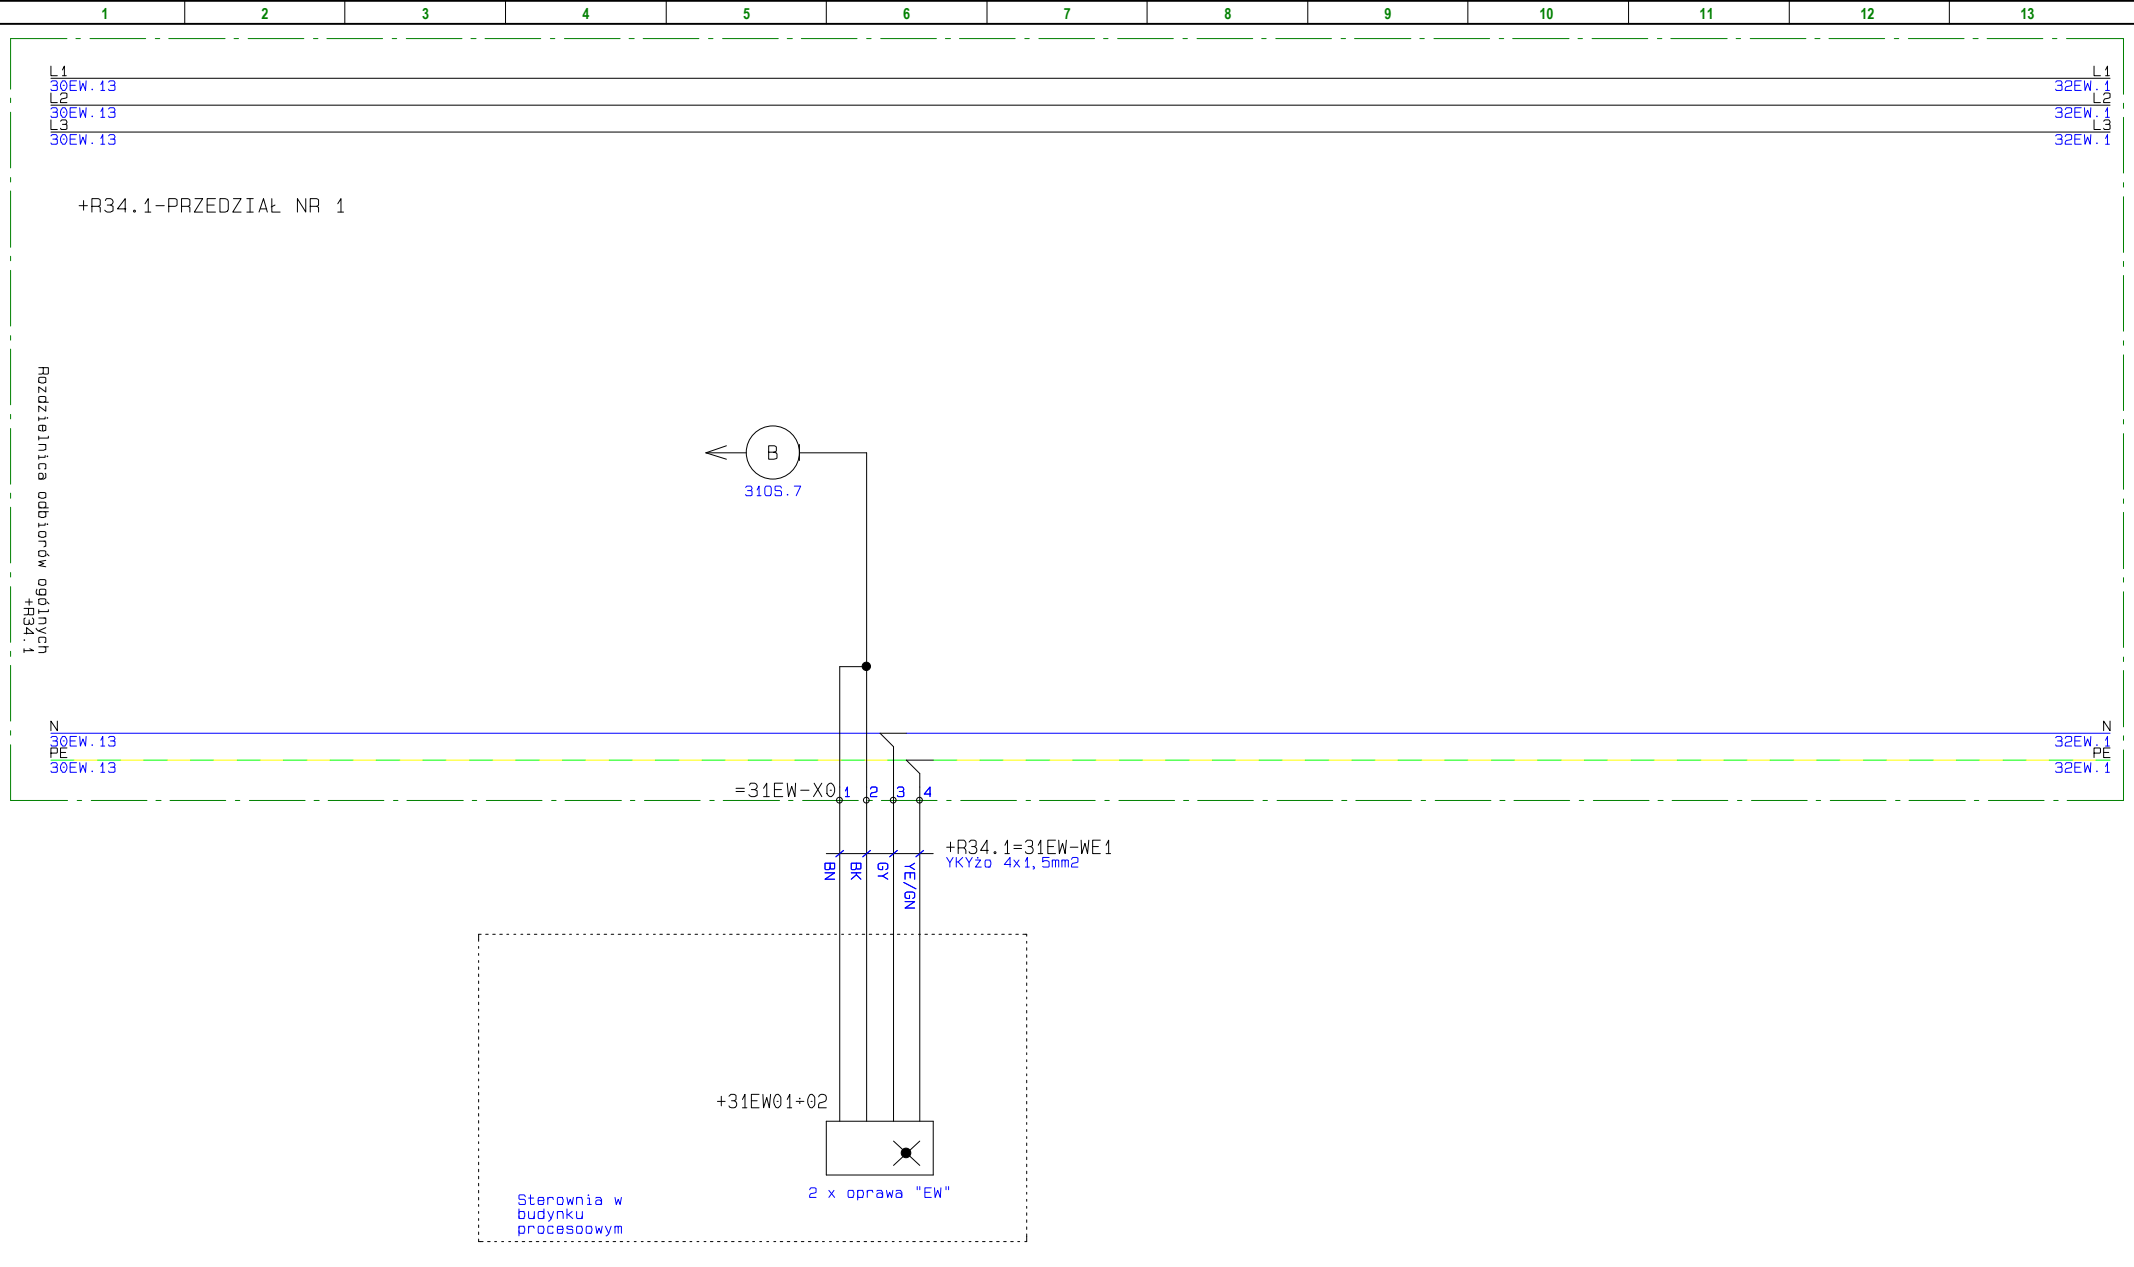 1 2 3 4 5 6 7 8 9 10 11 12 13
L1 L1
30EW.13 32EW.1
L2 L2
30EW.13 32EW.1
L3 L3
30EW.13 32EW.1
+R34.1-PRZEDZIAŁ NR 1
Rozdzielnica odbiorów ogólnych
+R34.1
B
31OS.7
N N
30EW.13 32EW.1
PE PE
30EW.13 32EW.1
=31EW-X0 1 2 3 4
+R34.1=31EW-WE1
YKYżo 4x1,5mm2
BN
BK
GY
YE/GN
+31EW01÷02
2 x oprawa "EW"
Sterownia w
budynku
procesoowym